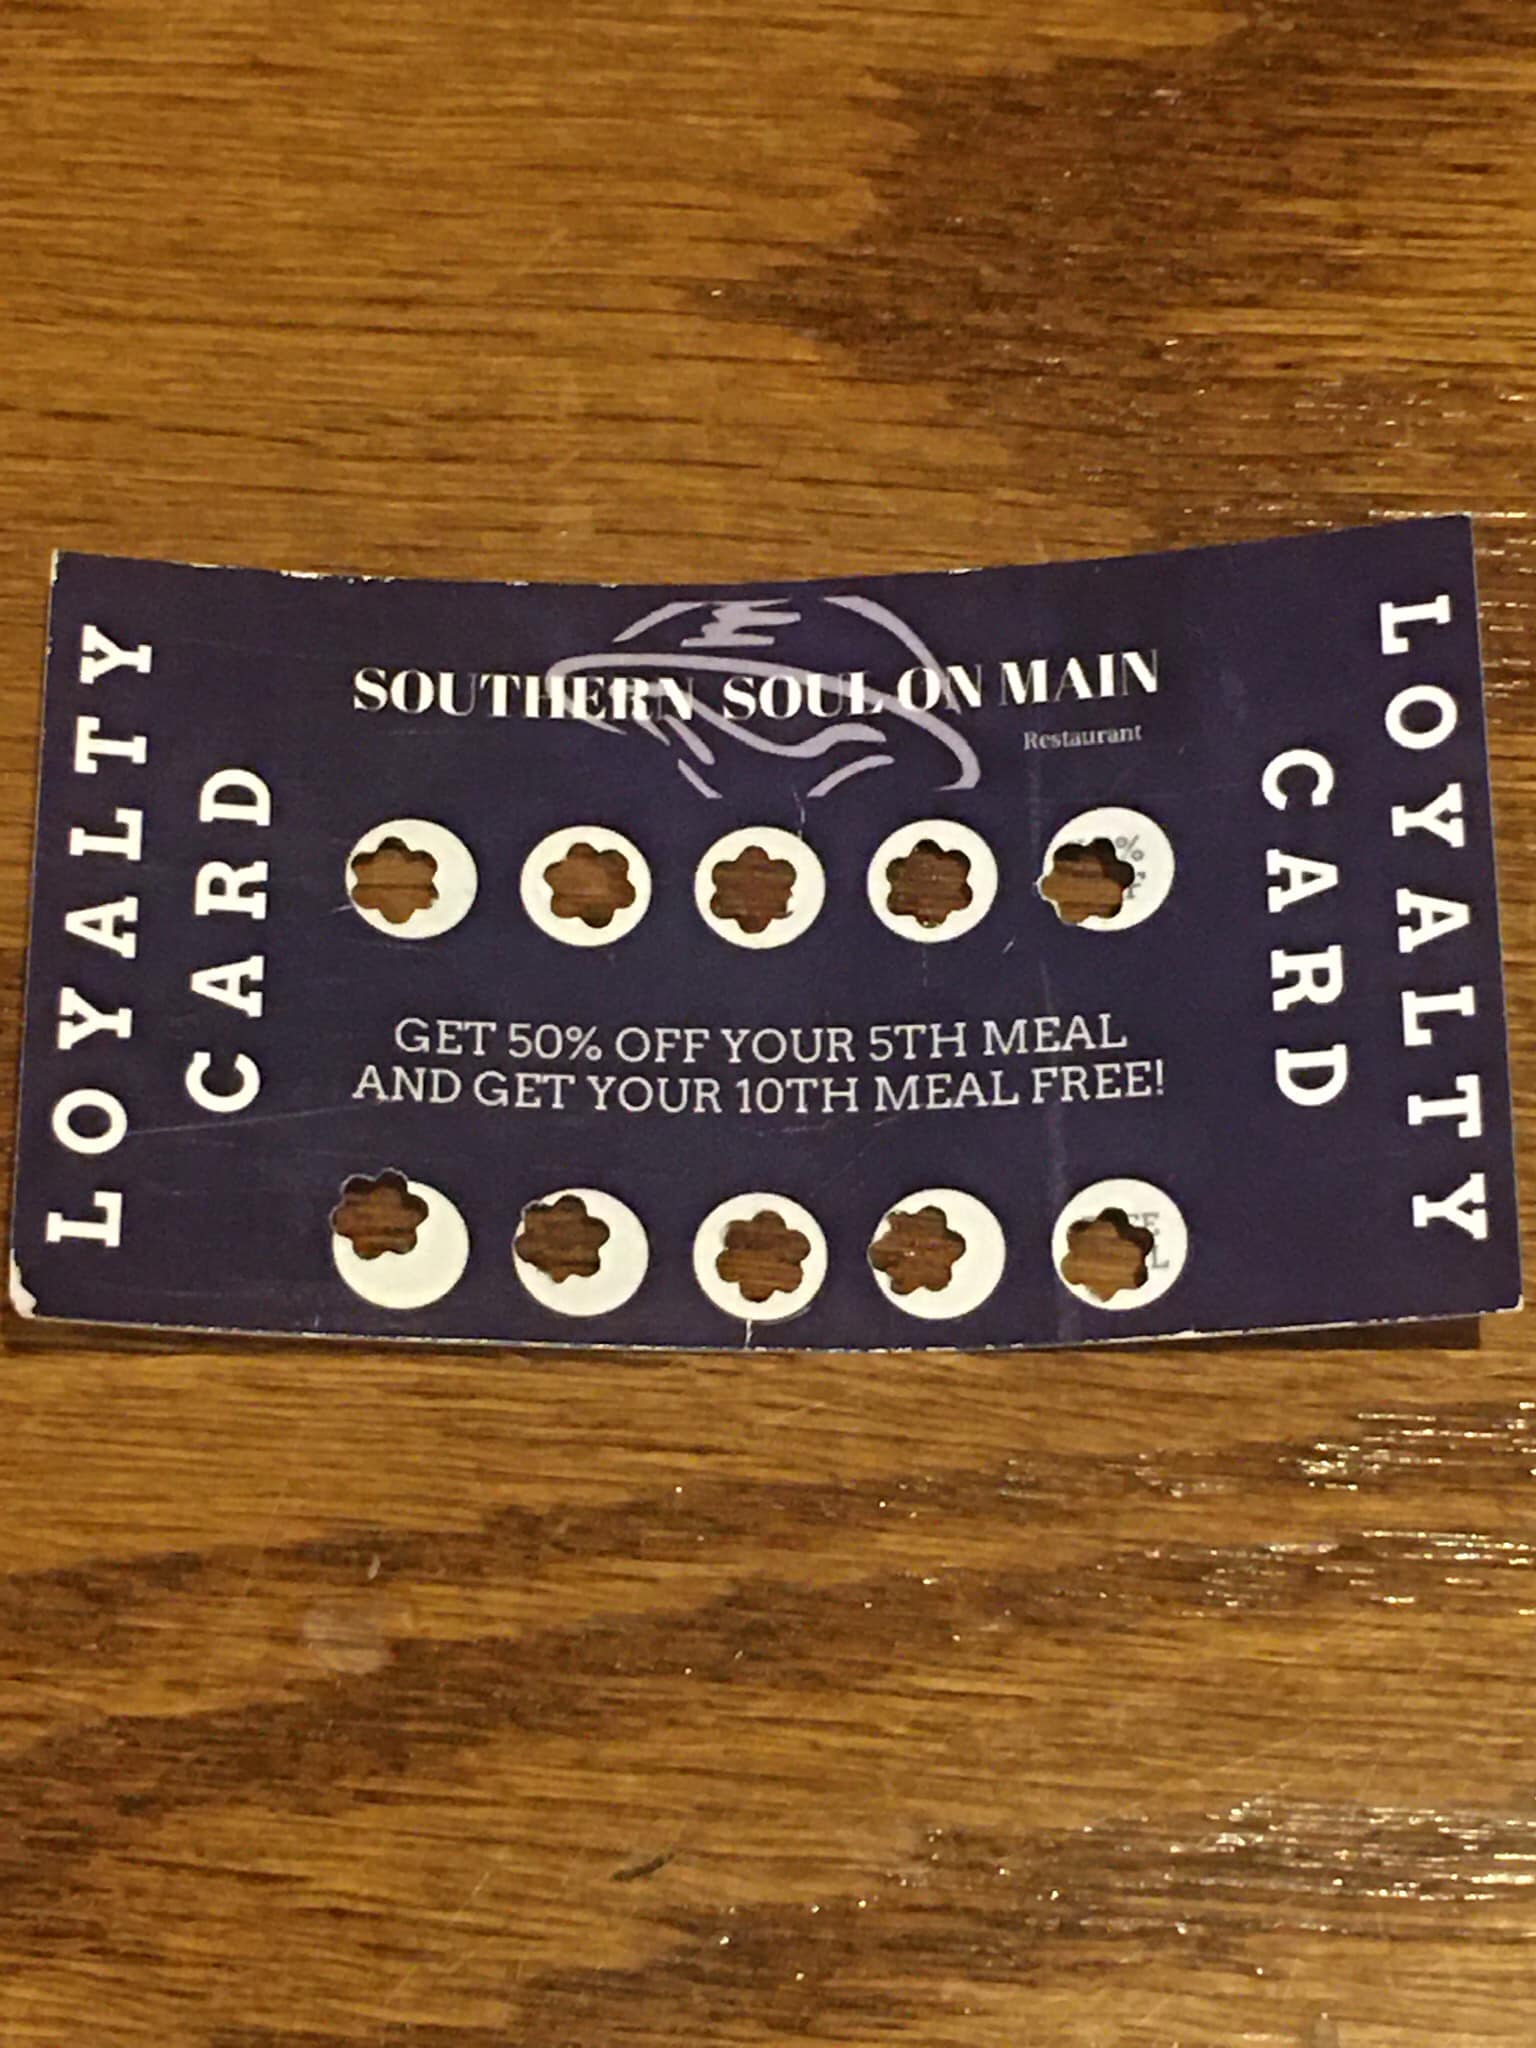 LOYALTY
CARD
SOUTHERN SOUL ON MAIN
Restaurant
GET 50% OFF YOUR 5TH MEAL
AND GET YOUR 10TH MEAL FREE!
CARD
LOYALTY